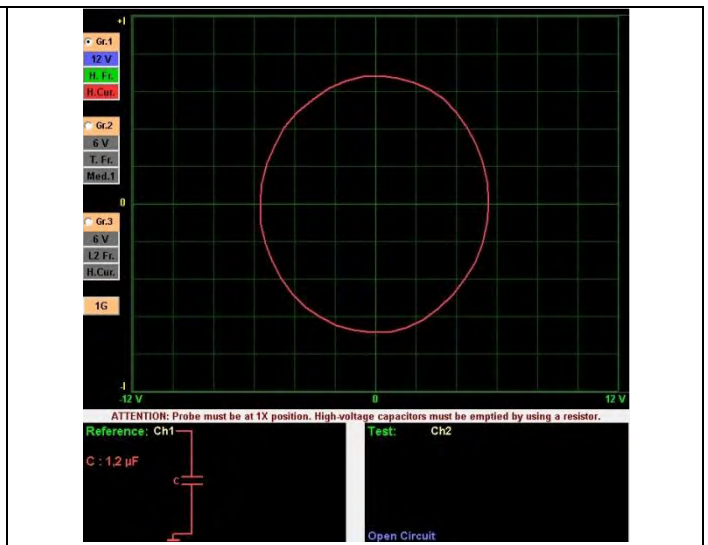 +I
Gr.1
12 V
H. Fr.
H.Cur.
Gr.2
6 V
T. Fr.
Med.1
0
Gr.3
6 V
L2 Fr.
H.Cur.
1G
-I
-12 V
0
12 V
ATTENTION: Probe must be at 1X position. High-voltage capacitors must be emptied by using a resistor.
Reference: Ch1
C : 1,2 µF
C
Test: Ch2
Open Circuit